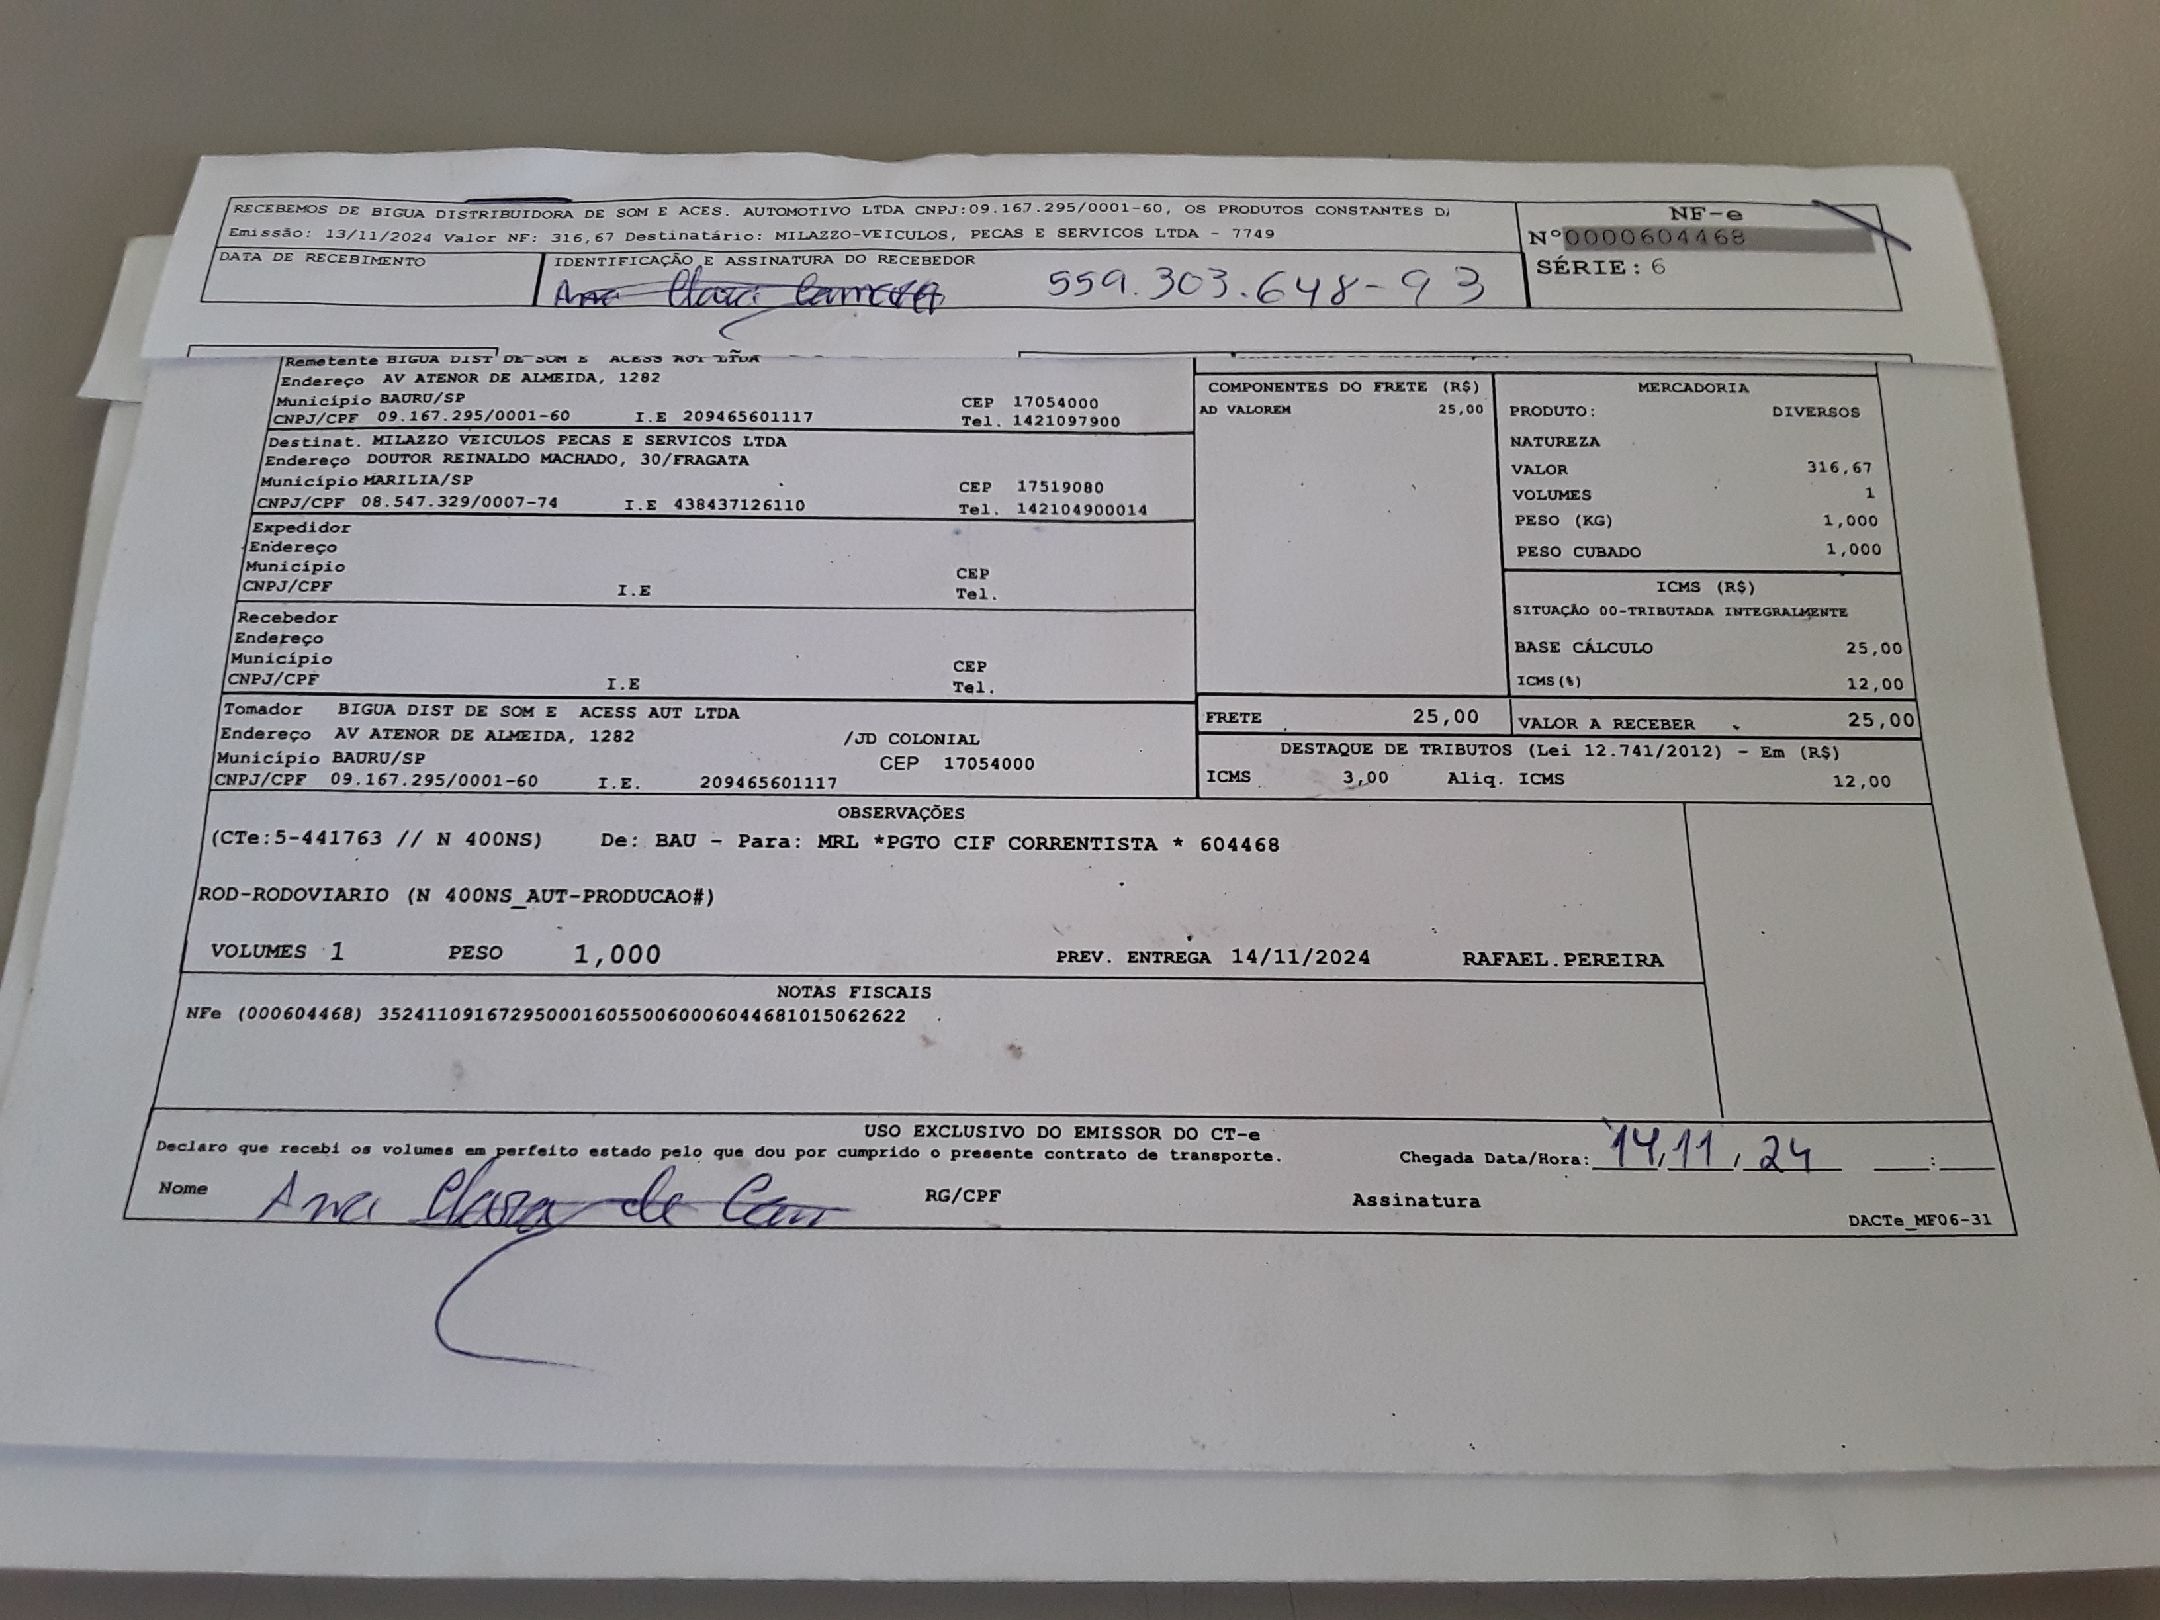 RECEBEMOS DE BIGUA DISTRIBUIDORA DE SOM E ACES. AUTOMOTIVO LTDA CNPJ:09.167.295/0001-60, OS PRODUTOS CONSTANTES
Emissão: 13/11/2024 Valor NF: 316,67 Destinatário: MILAZZO-VEICULOS, PECAS E SERVICOS LTDA - 7749
NF-e
Nº0000604468
SÉRIE: 6
DATA DE RECEBIMENTO
IDENTIFICAÇÃO E ASSINATURA DO RECEBEDOR
Ana Clara 559.303.648-93
Remetente BIGUA DIST DE SOM E ACESS AUT LTDA
Endereço AV ATENOR DE ALMEIDA, 1282
Município BAURU/SP CEP 17054000
CNPJ/CPF 09.167.295/0001-60 I.E 209465601117 Tel. 1421097900
Destinat. MILAZZO VEICULOS PECAS E SERVICOS LTDA
Endereço DOUTOR REINALDO MACHADO, 30/FRAGATA
Município MARILIA/SP CEP 17519080
CNPJ/CPF 08.547.329/0007-74 I.E 438437126110 Tel. 142104900014
Expedidor
Endereço
Município CEP
CNPJ/CPF I.E Tel.
Recebedor
Endereço
Município CEP
CNPJ/CPF I.E Tel.
Tomador BIGUA DIST DE SOM E ACESS AUT LTDA
Endereço AV ATENOR DE ALMEIDA, 1282 /JD COLONIAL
Município BAURU/SP CEP 17054000
CNPJ/CPF 09.167.295/0001-60 I.E. 209465601117
COMPONENTES DO FRETE (R$)
AD VALOREM 25,00
MERCADORIA
PRODUTO: DIVERSOS
NATUREZA
VALOR 316,67
VOLUMES 1
PESO (KG) 1,000
PESO CUBADO 1,000
ICMS (R$)
SITUAÇÃO 00-TRIBUTADA INTEGRALMENTE
BASE CÁLCULO 25,00
ICMS(%) 12,00
FRETE 25,00 VALOR A RECEBER 25,00
DESTAQUE DE TRIBUTOS (Lei 12.741/2012) - Em (R$)
ICMS 3,00 Aliq. ICMS 12,00
OBSERVAÇÕES
(CTe:5-441763 // N 400NS) De: BAU - Para: MRL *PGTO CIF CORRENTISTA * 604468
ROD-RODOVIARIO (N 400NS_AUT-PRODUCAO#)
VOLUMES 1 PESO 1,000 PREV. ENTREGA 14/11/2024 RAFAEL.PEREIRA
NOTAS FISCAIS
NFe (000604468) 35241109167295000160550060006044681015062622
USO EXCLUSIVO DO EMISSOR DO CT-e
Declaro que recebi os volumes em perfeito estado pelo que dou por cumprido o presente contrato de transporte.
Chegada Data/Hora: 14,11,24 :
Nome Ana Clara de RG/CPF Assinatura
DACTe_MF06-31